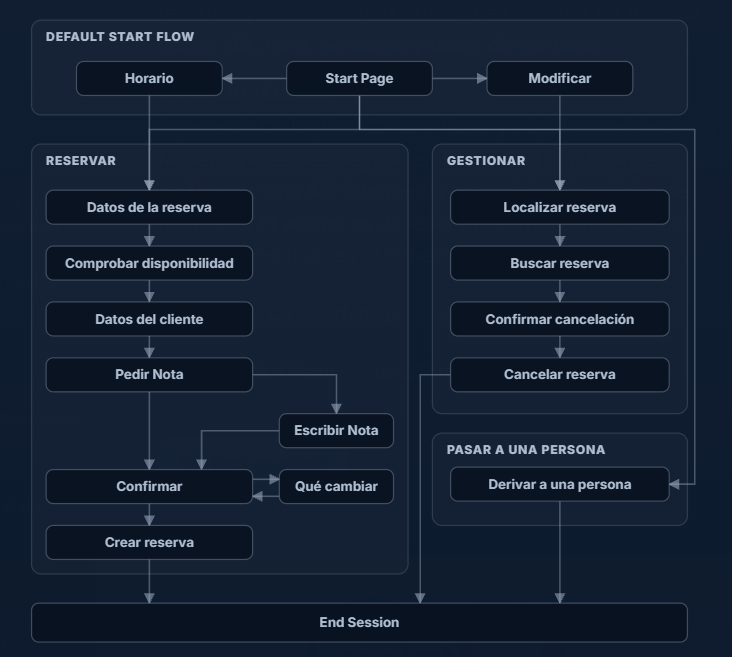 DEFAULT START FLOW
Horario
Start Page
Modificar
RESERVAR
Datos de la reserva
Comprobar disponibilidad
Datos del cliente
Pedir Nota
Escribir Nota
Confirmar
Qué cambiar
Crear reserva
GESTIONAR
Localizar reserva
Buscar reserva
Confirmar cancelación
Cancelar reserva
PASAR A UNA PERSONA
Derivar a una persona
End Session